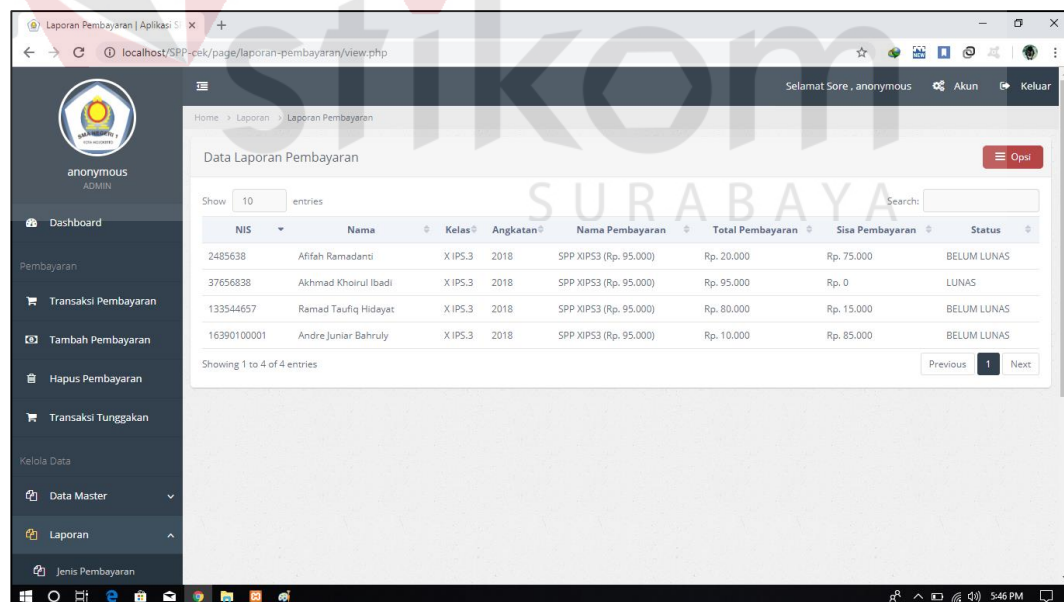 Laporan Pembayaran | Aplikasi S
localhost/SPP-cek/page/laporan-pembayaran/view.php
Selamat Sore , anonymous Akun Keluar
Home > Laporan > Laporan Pembayaran
anonymous
ADMIN
Dashboard
Pembayaran
Transaksi Pembayaran
Tambah Pembayaran
Hapus Pembayaran
Transaksi Tunggakan
Kelola Data
Data Master
Laporan
Jenis Pembayaran
Data Laporan Pembayaran
Opsi
Show 10 entries
Search:
NIS Nama Kelas Angkatan Nama Pembayaran Total Pembayaran Sisa Pembayaran Status
2485638 Afifah Ramadanti X IPS.3 2018 SPP XIPS3 (Rp. 95.000) Rp. 20.000 Rp. 75.000 BELUM LUNAS
37656838 Akhmad Khoirul Ibadi X IPS.3 2018 SPP XIPS3 (Rp. 95.000) Rp. 95.000 Rp. 0 LUNAS
133544657 Ramad Taufiq Hidayat X IPS.3 2018 SPP XIPS3 (Rp. 95.000) Rp. 80.000 Rp. 15.000 BELUM LUNAS
16390100001 Andre Juniar Bahruly X IPS.3 2018 SPP XIPS3 (Rp. 95.000) Rp. 10.000 Rp. 85.000 BELUM LUNAS
Showing 1 to 4 of 4 entries
Previous 1 Next
stikom
SURABAYA
5:46 PM